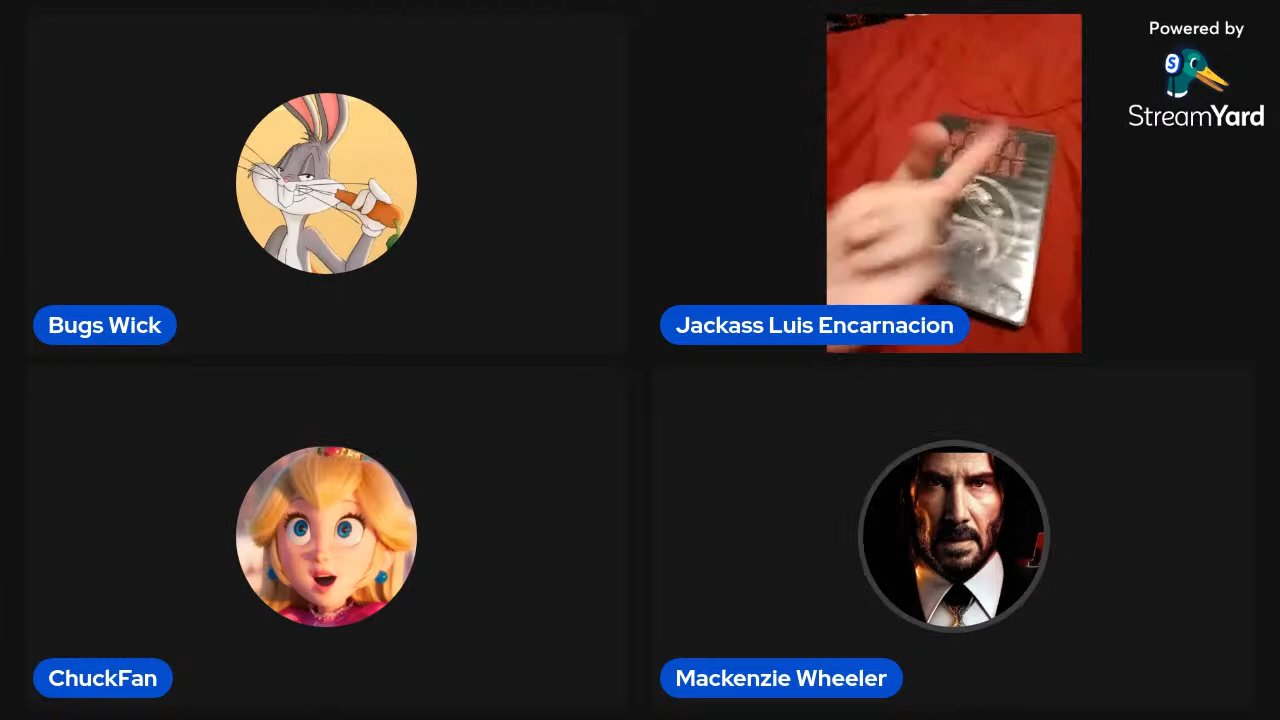 Powered by
S
StreamYard
Bugs Wick
Jackass Luis Encarnacion
ChuckFan
Mackenzie Wheeler